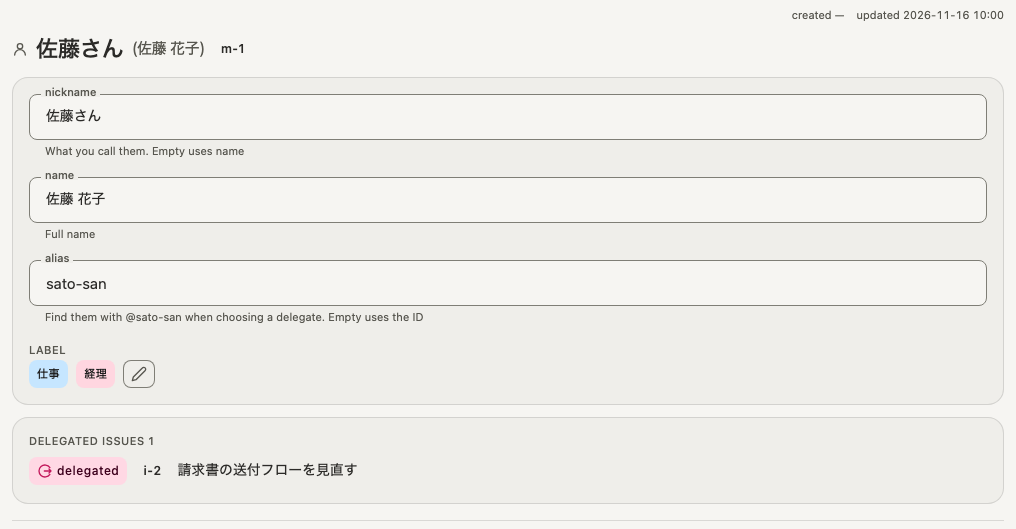 created — updated 2026-11-16 10:00
佐藤さん (佐藤 花子) m-1
nickname
佐藤さん
What you call them. Empty uses name
name
佐藤 花子
Full name
alias
sato-san
Find them with @sato-san when choosing a delegate. Empty uses the ID
LABEL
仕事 経理
DELEGATED ISSUES 1
delegated i-2 請求書の送付フローを見直す